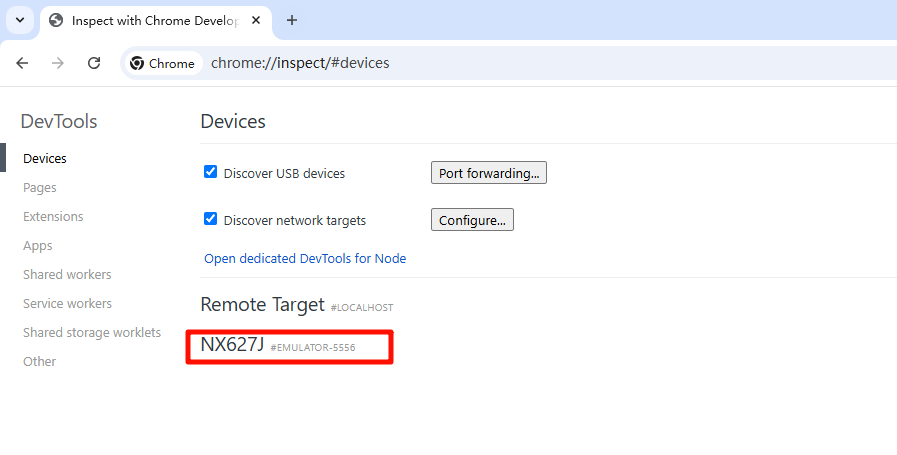 Inspect with Chrome Develop
Chrome
chrome://inspect/#devices
DevTools
Devices
Pages
Extensions
Apps
Shared workers
Service workers
Shared storage worklets
Other
Devices
Discover USB devices
Port forwarding...
Discover network targets
Configure...
Open dedicated DevTools for Node
Remote Target #LOCALHOST
NX627J #EMULATOR-5556